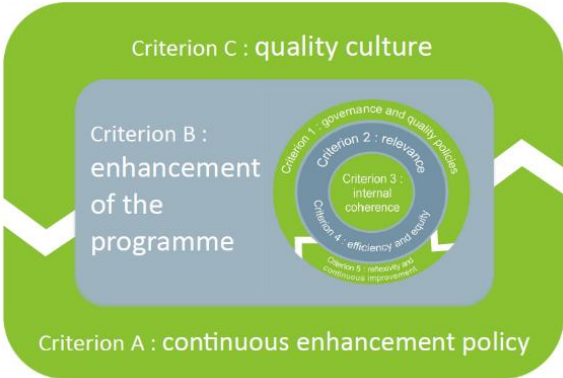 Criterion C : quality culture
Criterion B :
enhancement
of the
programme
Criterion 1 : governance and quality policies
Criterion 2 : relevance
Criterion 3 :
internal
coherence
Criterion 4 : efficiency and equity
Criterion 5 : reflexivity and
continuous improvement
Criterion A : continuous enhancement policy